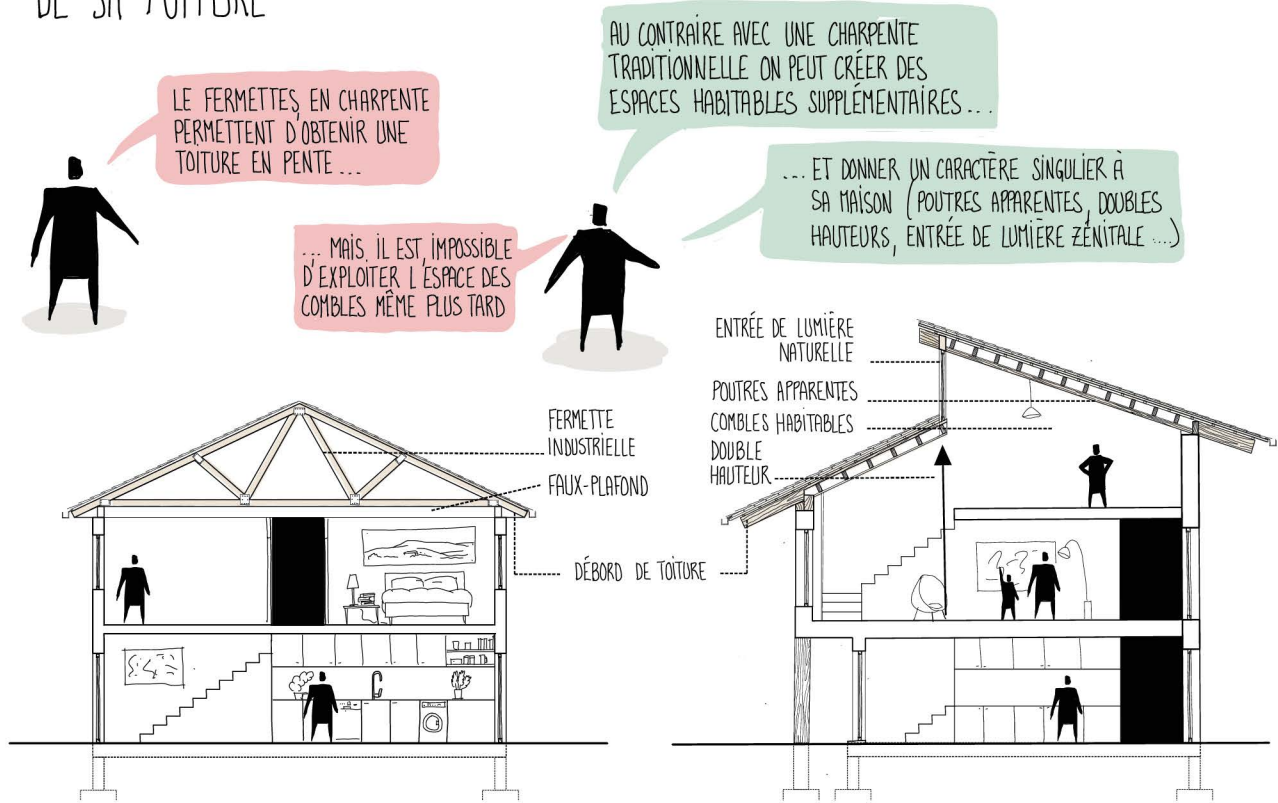 DE SA TOITURE
LE FERMETTES, EN CHARPENTE
PERMETTENT D'OBTENIR UNE
TOITURE EN PENTE ...
... MAIS IL EST IMPOSSIBLE
D'EXPLOITER L'ESPACE DES
COMBLES MÊME PLUS TARD
AU CONTRAIRE AVEC UNE CHARPENTE
TRADITIONNELLE ON PEUT CRÉER DES
ESPACES HABITABLES SUPPLÉMENTAIRES ...
... ET DONNER UN CARACTÈRE SINGULIER À
SA MAISON (POUTRES APPARENTES, DOUBLES
HAUTEURS, ENTRÉE DE LUMIÈRE ZÉNITALE ....)
FERMETTE
INDUSTRIELLE
FAUX-PLAFOND
DÉBORD DE TOITURE
ENTRÉE DE LUMIÈRE
NATURELLE
POUTRES APPARENTES
COMBLES HABITABLES
DOUBLE
HAUTEUR